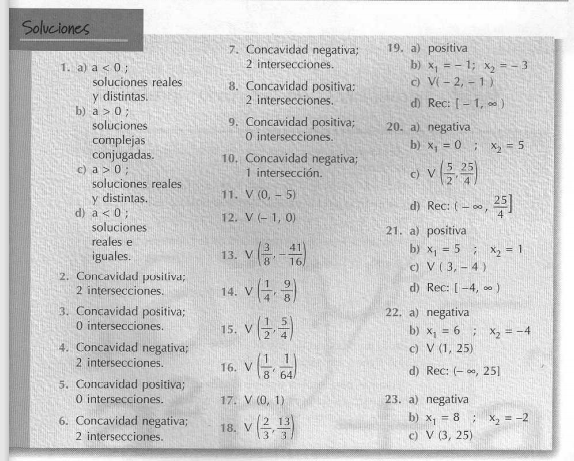 Soluciones
1. a) a < 0 ;
soluciones reales
y distintas.
b) a > 0 ;
soluciones
complejas
conjugadas.
c) a > 0 ;
soluciones reales
y distintas.
d) a < 0 ;
soluciones
reales e
iguales.
2. Concavidad positiva;
2 intersecciones.
3. Concavidad positiva;
0 intersecciones.
4. Concavidad negativa;
2 intersecciones.
5. Concavidad positiva;
0 intersecciones.
6. Concavidad negativa;
2 intersecciones.
7. Concavidad negativa;
2 intersecciones.
8. Concavidad positiva;
2 intersecciones.
9. Concavidad positiva;
0 intersecciones.
10. Concavidad negativa;
1 intersección.
11. V (0, – 5)
12. V (– 1, 0)
13. V (3/8, – 41/16)
14. V (1/4, 9/8)
15. V (1/2, 5/4)
16. V (1/8, 1/64)
17. V (0, 1)
18. V (2/3, 13/3)
19. a) positiva
b) x₁ = – 1; x₂ = – 3
c) V( – 2, – 1 )
d) Rec: [ – 1, ∞ )
20. a) negativa
b) x₁ = 0 ; x₂ = 5
c) V (5/2, 25/4)
d) Rec: ( – ∞, 25/4]
21. a) positiva
b) x₁ = 5 ; x₂ = 1
c) V ( 3, – 4 )
d) Rec: [ –4, ∞ )
22. a) negativa
b) x₁ = 6 ; x₂ = –4
c) V (1, 25)
d) Rec: (– ∞, 25]
23. a) negativa
b) x₁ = 8 ; x₂ = –2
c) V (3, 25)